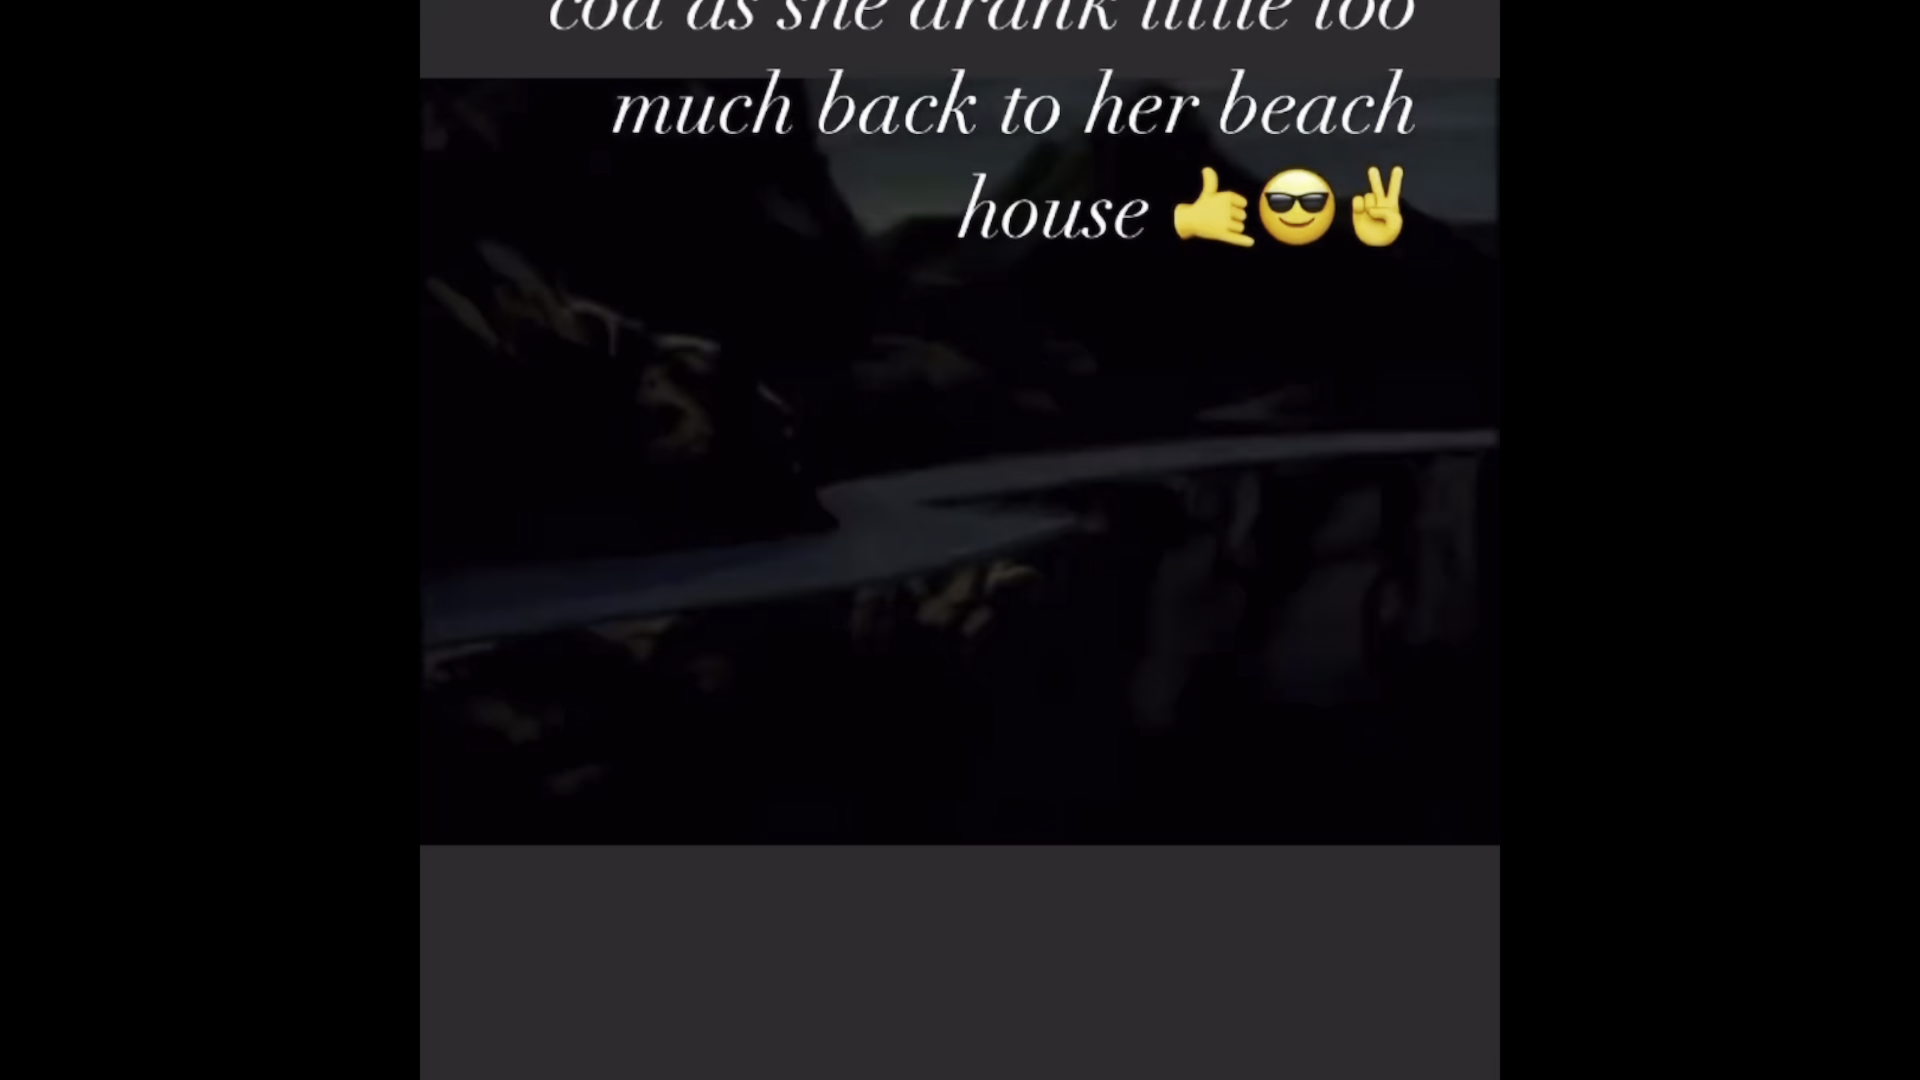 cod as she drank little too
much back to her beach
house 🤙😎✌️